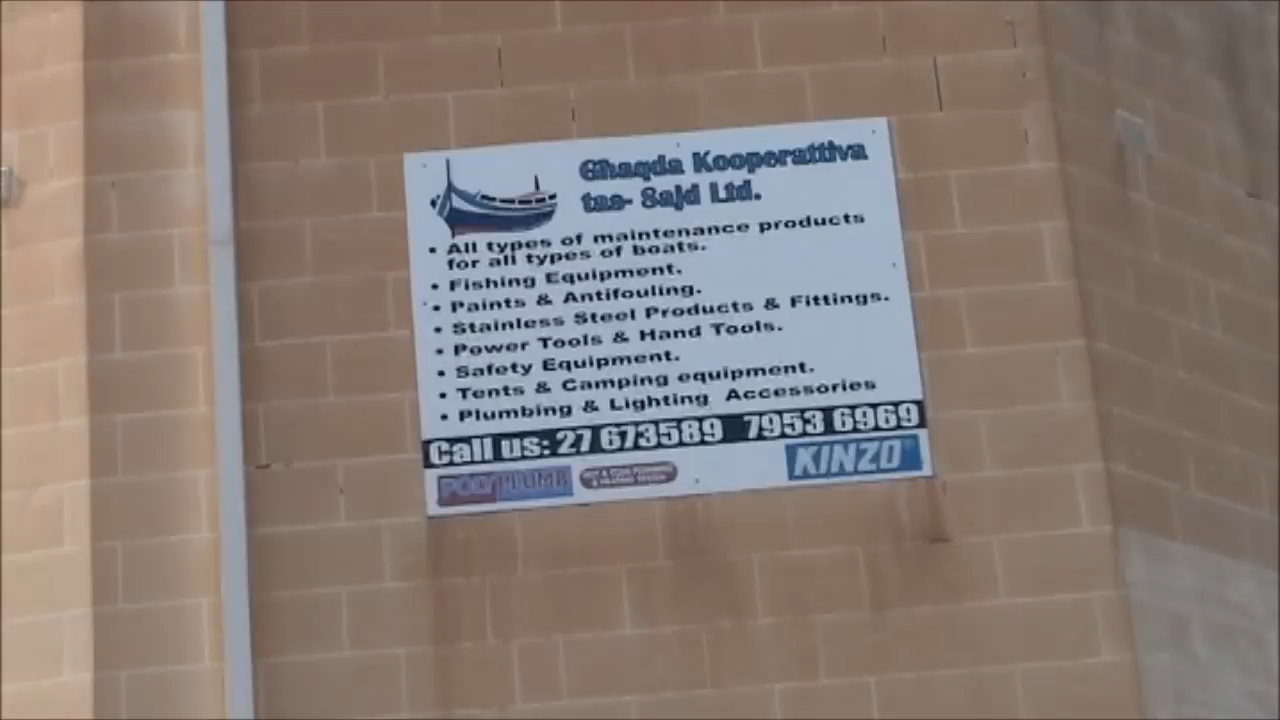 Għaqda Kooperattiva
tas- Sajd Ltd.
• All types of maintenance products
for all types of boats.
• Fishing Equipment.
• Paints & Antifouling.
• Stainless Steel Products & Fittings.
• Power Tools & Hand Tools.
• Safety Equipment.
• Tents & Camping equipment.
• Plumbing & Lighting Accessories
Call us: 27 673589 7953 6969
POLYPLUMB
KINZO